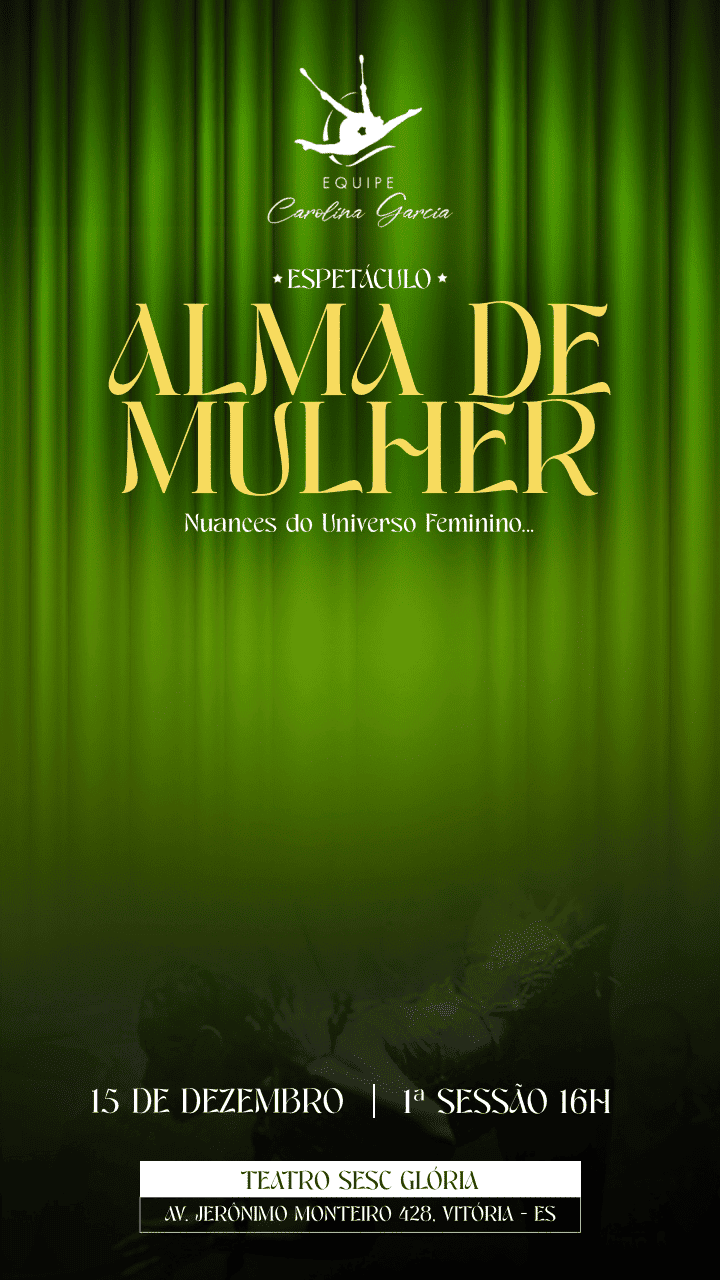 EQUIPE
Carolina Garcia
★ ESPETÁCULO ★
ALMA DE
MULHER
Nuances do Universo Feminino...
15 DE DEZEMBRO | 1ª SESSÃO 16H
TEATRO SESC GLÓRIA
AV. JERÔNIMO MONTEIRO 428, VITÓRIA - ES